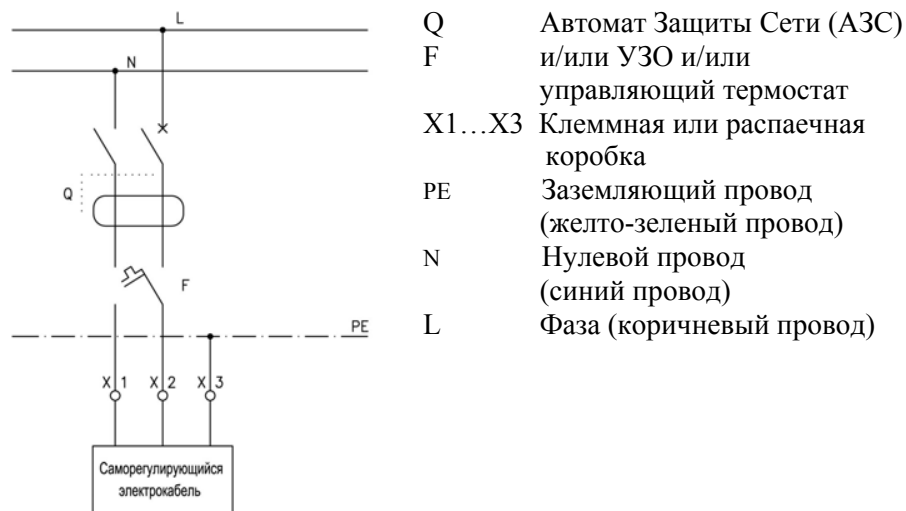 L
N
Q
F
PE
X 1 X 2 X 3
Саморегулирующийся
электрокабель
Q Автомат Защиты Сети (АЗС)
F и/или УЗО и/или
управляющий термостат
X1…X3 Клеммная или распаечная
коробка
PE Заземляющий провод
(желто-зеленый провод)
N Нулевой провод
(синий провод)
L Фаза (коричневый провод)